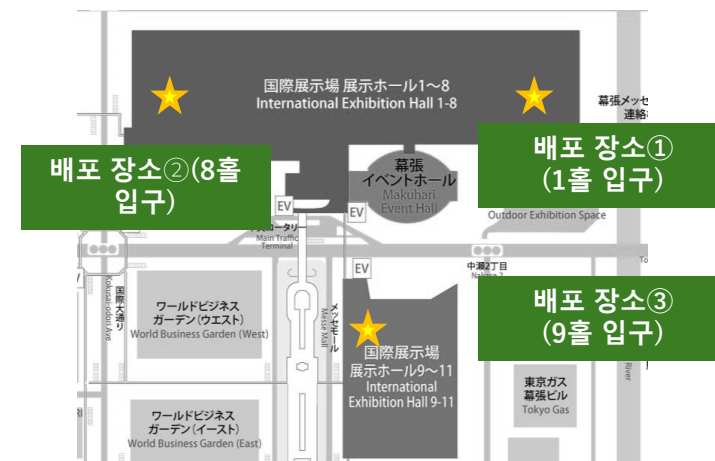 国際展示場 展示ホール1～8
International Exhibition Hall 1-8
幕張メッセ
連絡
배포 장소①
(1홀 입구)
배포 장소②(8홀
입구)
幕張
イベントホール
Makuhari
Event Hall
EV
EV
Outdoor Exhibition Space
Main Traffic
Terminal
EV
中瀬2丁目
国際大通り
Kokusai-odori Ave
ワールドビジネス
ガーデン（ウエスト）
World Business Garden (West)
メッセモール
Messe Mall
배포 장소③
(9홀 입구)
国際展示場
展示ホール9～11
International
Exhibition Hall 9-11
東京ガス
幕張ビル
Tokyo Gas
River
ワールドビジネス
ガーデン（イースト）
World Business Garden (East)